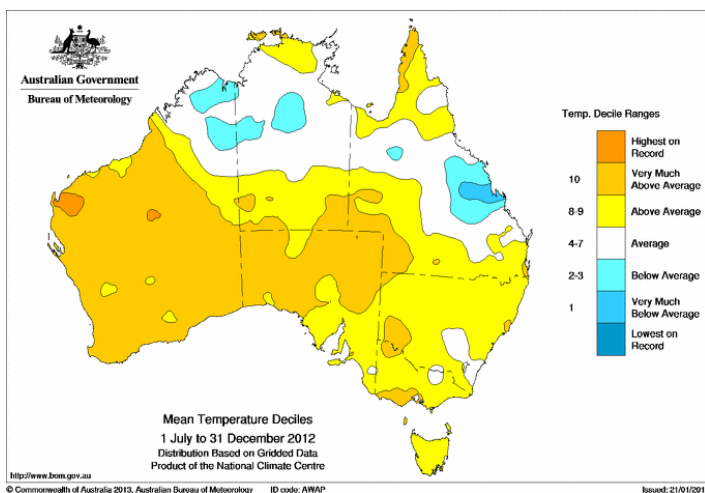 Australian Government
Bureau of Meteorology
Temp. Decile Ranges
Highest on
Record
10
Very Much
Above Average
8-9
Above Average
4-7
Average
2-3
Below Average
1
Very Much
Below Average
Lowest on
Record
Mean Temperature Deciles
1 July to 31 December 2012
Distribution Based on Gridded Data
Product of the National Climate Centre
http://www.bom.gov.au
© Commonwealth of Australia 2013, Australian Bureau of Meteorology
ID code: AWAP
Issued: 21/01/201